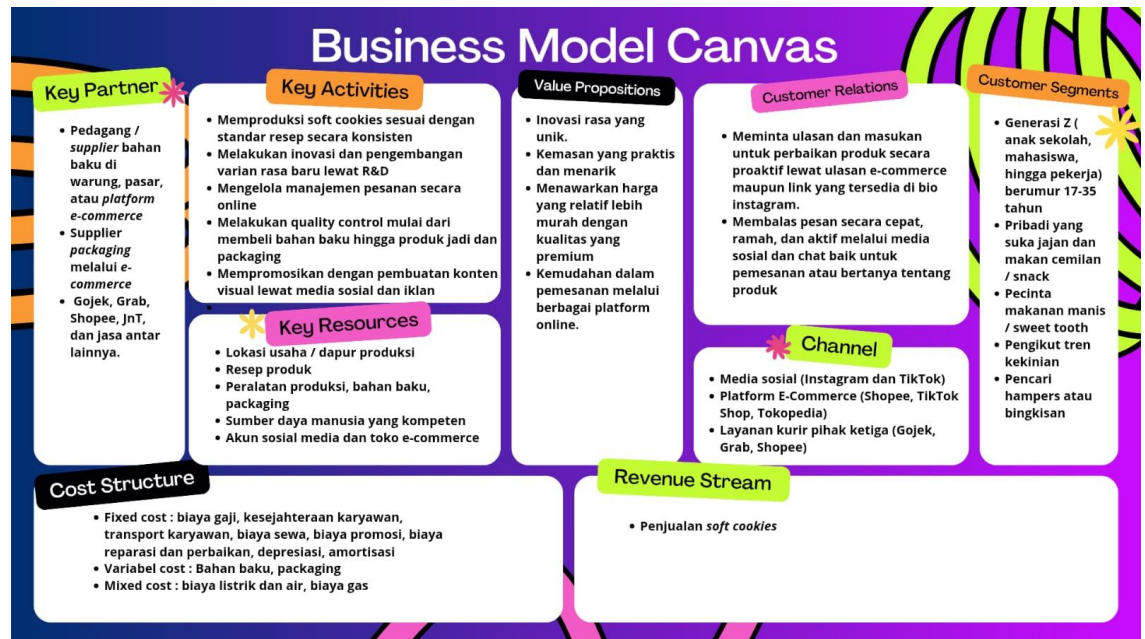 Business Model Canvas
Key Partner
• Pedagang /
supplier bahan
baku di
warung, pasar,
atau platform
e-commerce
• Supplier
packaging
melalui e-
commerce
• Gojek, Grab,
Shopee, JnT,
dan jasa antar
lainnya.
Key Activities
• Memproduksi soft cookies sesuai dengan
standar resep secara konsisten
• Melakukan inovasi dan pengembangan
varian rasa baru lewat R&D
• Mengelola manajemen pesanan secara
online
• Melakukan quality control mulai dari
membeli bahan baku hingga produk jadi dan
packaging
• Mempromosikan dengan pembuatan konten
visual lewat media sosial dan iklan
•
Key Resources
• Lokasi usaha / dapur produksi
• Resep produk
• Peralatan produksi, bahan baku,
packaging
• Sumber daya manusia yang kompeten
• Akun sosial media dan toko e-commerce
Value Propositions
• Inovasi rasa yang
unik.
• Kemasan yang praktis
dan menarik
• Menawarkan harga
yang relatif lebih
murah dengan
kualitas yang
premium
• Kemudahan dalam
pemesanan melalui
berbagai platform
online.
Customer Relations
• Meminta ulasan dan masukan
untuk perbaikan produk secara
proaktif lewat ulasan e-commerce
maupun link yang tersedia di bio
instagram.
• Membalas pesan secara cepat,
ramah, dan aktif melalui media
sosial dan chat baik untuk
pemesanan atau bertanya tentang
produk
Channel
• Media sosial (Instagram dan TikTok)
• Platform E-Commerce (Shopee, TikTok
Shop, Tokopedia)
• Layanan kurir pihak ketiga (Gojek,
Grab, Shopee)
Customer Segments
• Generasi Z (
anak sekolah,
mahasiswa,
hingga pekerja)
berumur 17-35
tahun
• Pribadi yang
suka jajan dan
makan cemilan
/ snack
• Pecinta
makanan manis
/ sweet tooth
• Pengikut tren
kekinian
• Pencari
hampers atau
bingkisan
Cost Structure
• Fixed cost : biaya gaji, kesejahteraan karyawan,
transport karyawan, biaya sewa, biaya promosi, biaya
reparasi dan perbaikan, depresiasi, amortisasi
• Variabel cost : Bahan baku, packaging
• Mixed cost : biaya listrik dan air, biaya gas
Revenue Stream
• Penjualan soft cookies